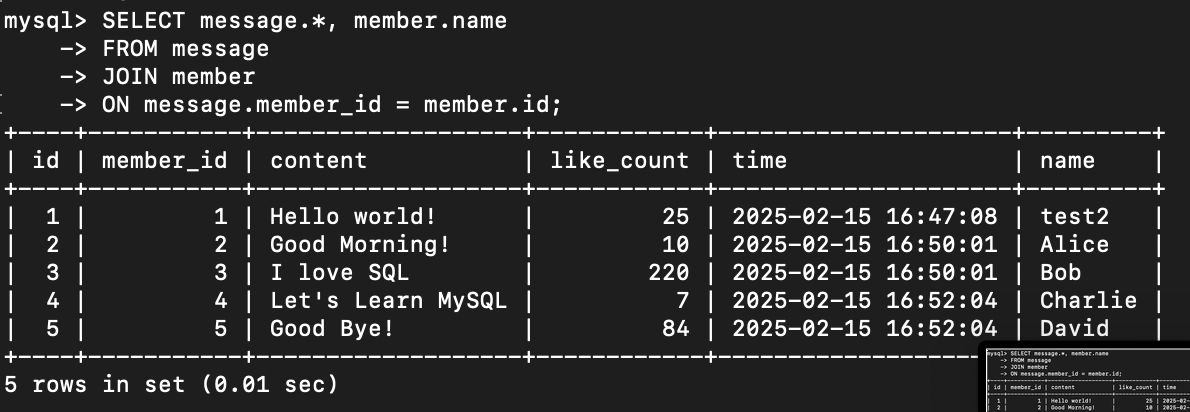 mysql> SELECT message.*, member.name
    -> FROM message
    -> JOIN member
    -> ON message.member_id = member.id;
+----+-----------+--------------------+------------+---------------------+---------+
| id | member_id | content            | like_count | time                | name    |
+----+-----------+--------------------+------------+---------------------+---------+
|  1 |         1 | Hello world!       |         25 | 2025-02-15 16:47:08 | test2   |
|  2 |         2 | Good Morning!      |         10 | 2025-02-15 16:50:01 | Alice   |
|  3 |         3 | I love SQL         |        220 | 2025-02-15 16:50:01 | Bob     |
|  4 |         4 | Let's Learn MySQL  |          7 | 2025-02-15 16:52:04 | Charlie |
|  5 |         5 | Good Bye!          |         84 | 2025-02-15 16:52:04 | David   |
+----+-----------+--------------------+------------+---------------------
5 rows in set (0.01 sec)
mysql> SELECT message.*, member.name
    -> FROM message
    -> JOIN member
    -> ON message.member_id = member.id;
| id | member_id | content | like_count | time
| 1 | 1 | Hello world! | 25 | 2025-02-
| 2 | 2 | Good Morning! | 10 | 2025-02-